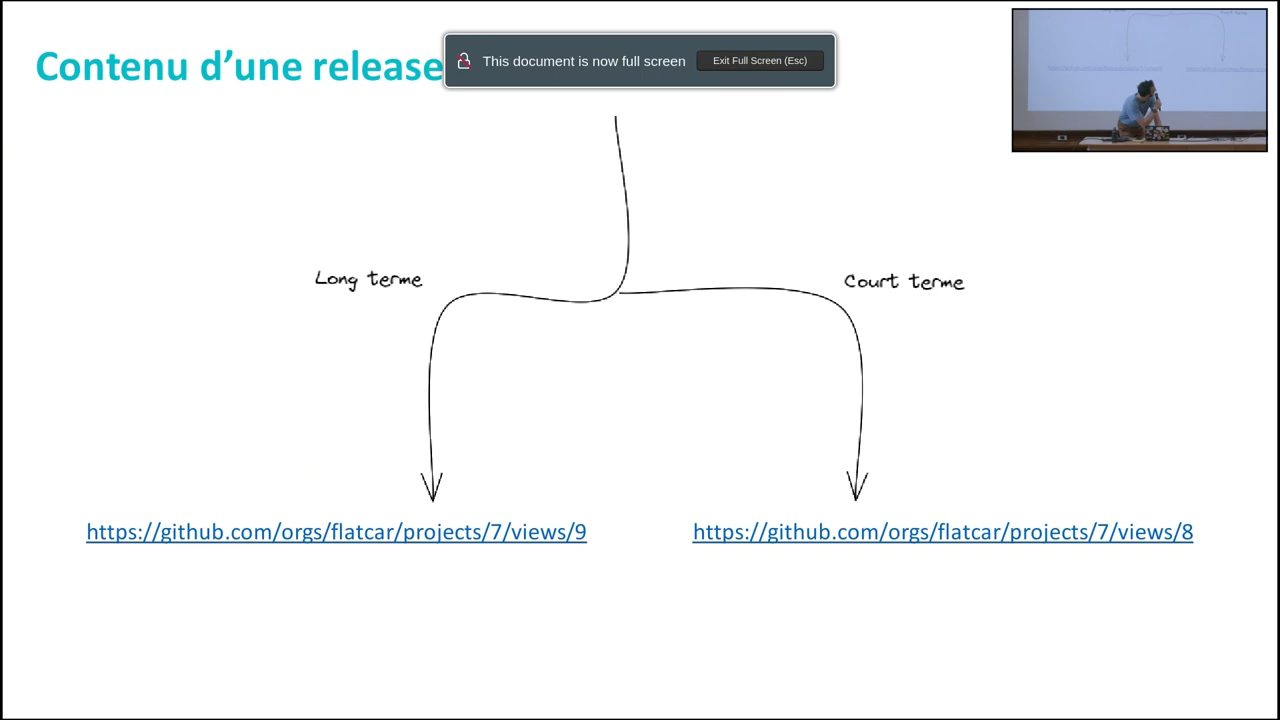 Contenu d’une release
This document is now full screen
Exit Full Screen (Esc)
Long terme
Court terme
https://github.com/orgs/flatcar/projects/7/views/9
https://github.com/orgs/flatcar/projects/7/views/8